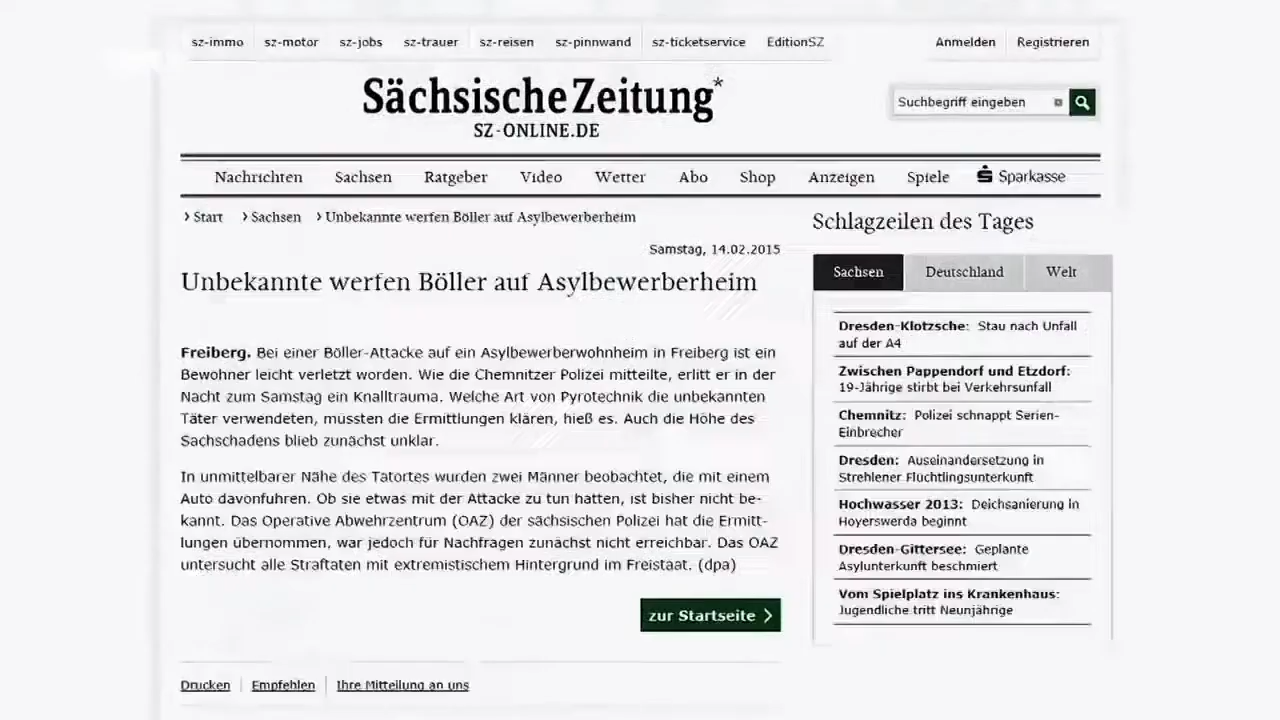 sz-immo sz-motor sz-jobs sz-trauer sz-reisen sz-pinnwand sz-ticketservice EditionSZ Anmelden Registrieren
Sächsische Zeitung*
SZ-ONLINE.DE
Suchbegriff eingeben
Nachrichten Sachsen Ratgeber Video Wetter Abo Shop Anzeigen Spiele Sparkasse
› Start › Sachsen › Unbekannte werfen Böller auf Asylbewerberheim
Samstag, 14.02.2015
Unbekannte werfen Böller auf Asylbewerberheim
Freiberg. Bei einer Böller-Attacke auf ein Asylbewerberwohnheim in Freiberg ist ein
Bewohner leicht verletzt worden. Wie die Chemnitzer Polizei mitteilte, erlitt er in der
Nacht zum Samstag ein Knalltrauma. Welche Art von Pyrotechnik die unbekannten
Täter verwendeten, müssten die Ermittlungen klären, hieß es. Auch die Höhe des
Sachschadens blieb zunächst unklar.
In unmittelbarer Nähe des Tatortes wurden zwei Männer beobachtet, die mit einem
Auto davonfuhren. Ob sie etwas mit der Attacke zu tun hatten, ist bisher nicht be-
kannt. Das Operative Abwehrzentrum (OAZ) der sächsischen Polizei hat die Ermitt-
lungen übernommen, war jedoch für Nachfragen zunächst nicht erreichbar. Das OAZ
untersucht alle Straftaten mit extremistischem Hintergrund im Freistaat. (dpa)
zur Startseite
Drucken Empfehlen Ihre Mitteilung an uns
Schlagzeilen des Tages
Sachsen Deutschland Welt
Dresden-Klotzsche: Stau nach Unfall
auf der A4
Zwischen Pappendorf und Etzdorf:
19-Jährige stirbt bei Verkehrsunfall
Chemnitz: Polizei schnappt Serien-
Einbrecher
Dresden: Auseinandersetzung in
Strehlener Flüchtlingsunterkunft
Hochwasser 2013: Deichsanierung in
Hoyerswerda beginnt
Dresden-Gittersee: Geplante
Asylunterkunft beschmiert
Vom Spielplatz ins Krankenhaus:
Jugendliche tritt Neunjährige